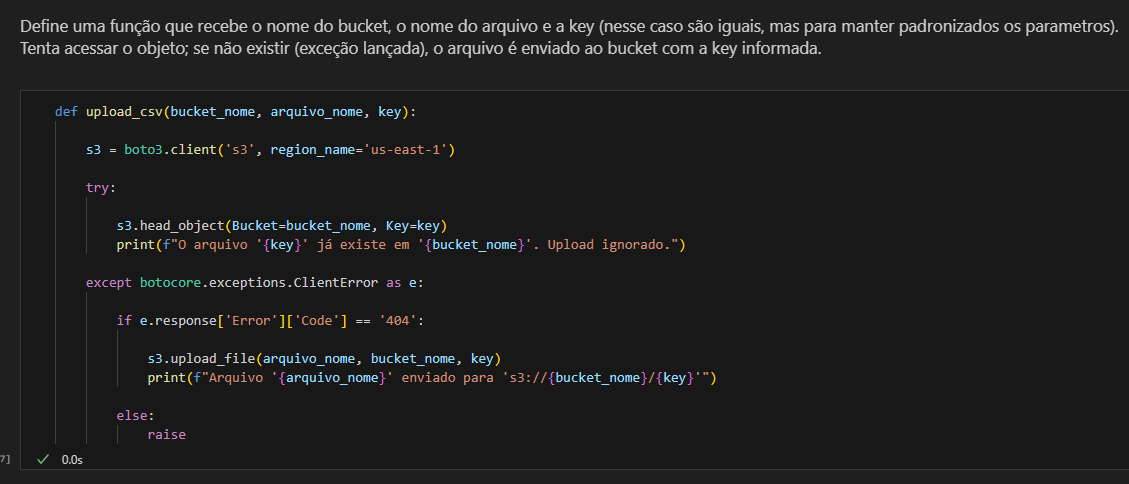 Define uma função que recebe o nome do bucket, o nome do arquivo e a key (nesse caso são iguais, mas para manter padronizados os parametros).
Tenta acessar o objeto; se não existir (exceção lançada), o arquivo é enviado ao bucket com a key informada.
def upload_csv(bucket_nome, arquivo_nome, key):
s3 = boto3.client('s3', region_name='us-east-1')
try:
s3.head_object(Bucket=bucket_nome, Key=key)
print(f"O arquivo '{key}' já existe em '{bucket_nome}'. Upload ignorado.")
except botocore.exceptions.ClientError as e:
if e.response['Error']['Code'] == '404':
s3.upload_file(arquivo_nome, bucket_nome, key)
print(f"Arquivo '{arquivo_nome}' enviado para 's3://{bucket_nome}/{key}'")
else:
raise
7] ✓ 0.0s